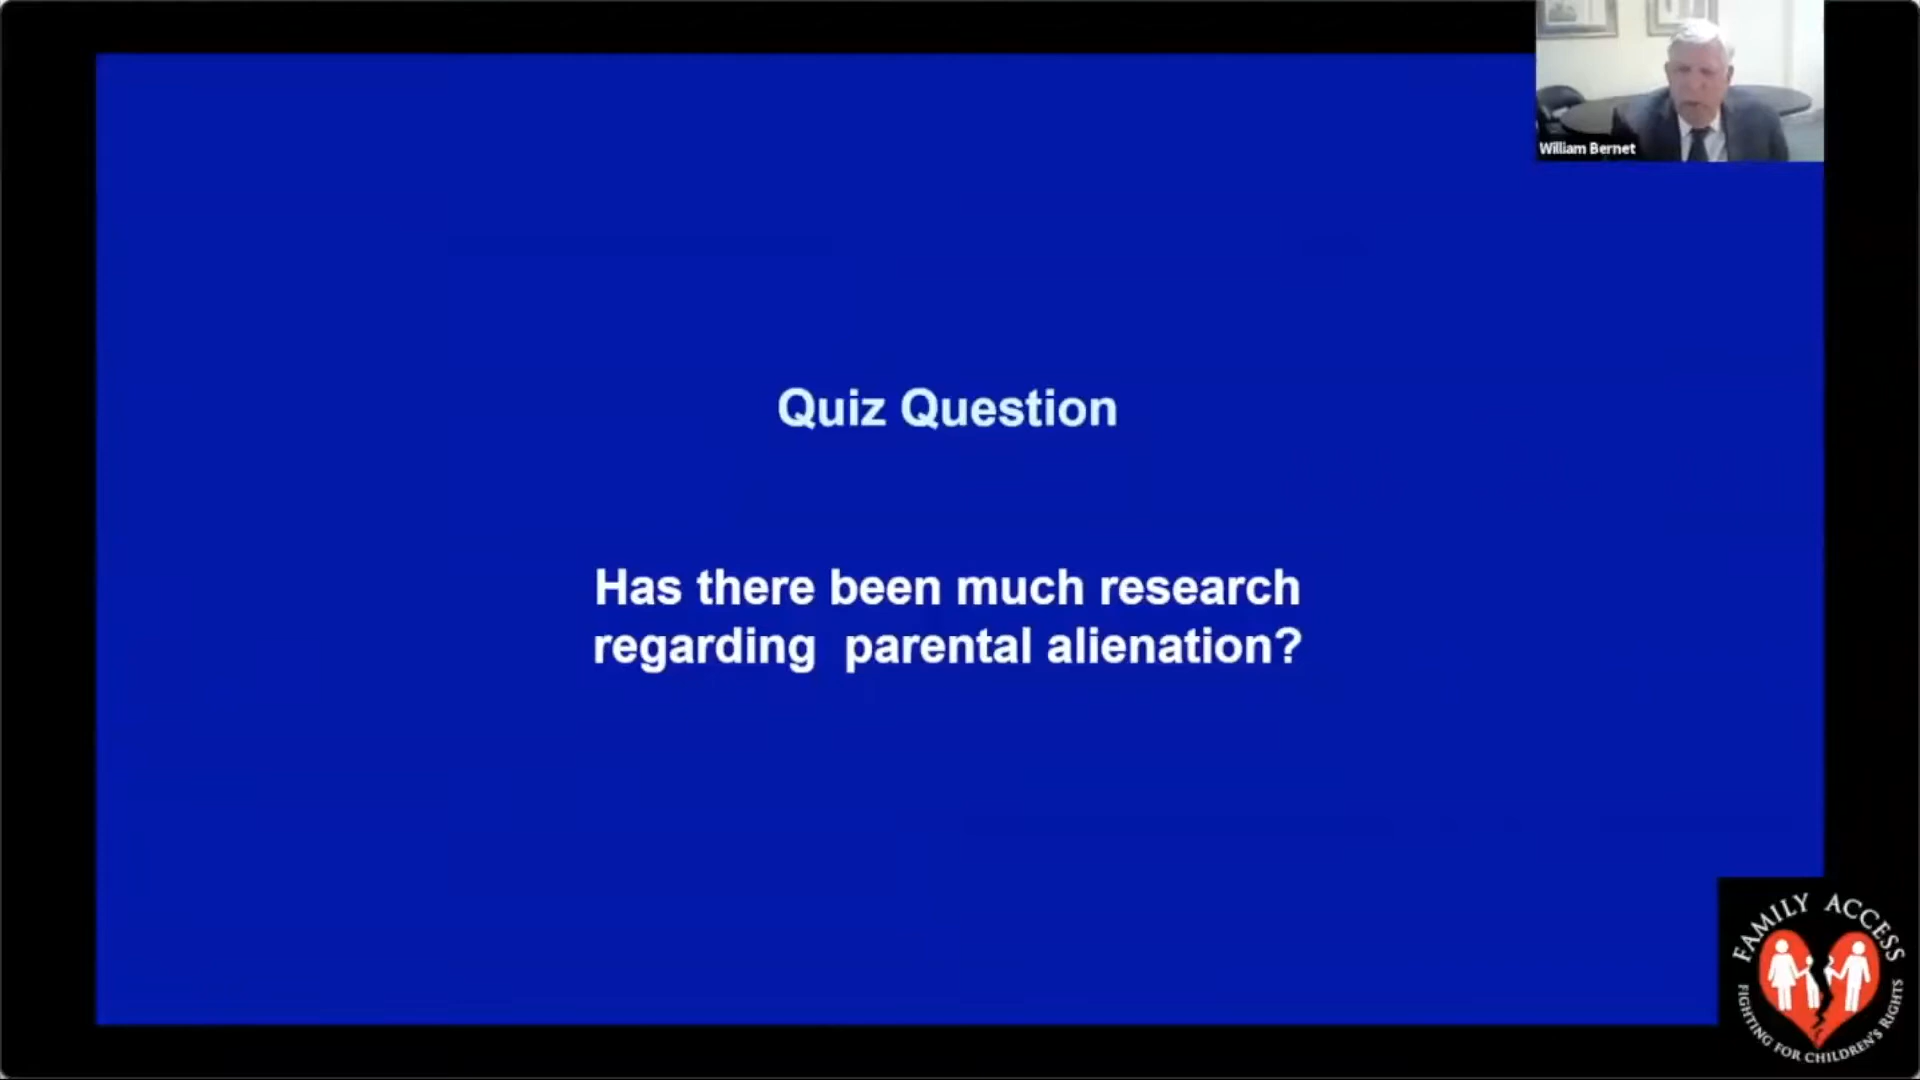 William Bernet
Quiz Question
Has there been much research
regarding parental alienation?
FAMILY ACCESS
FIGHTING FOR CHILDREN'S RIGHTS